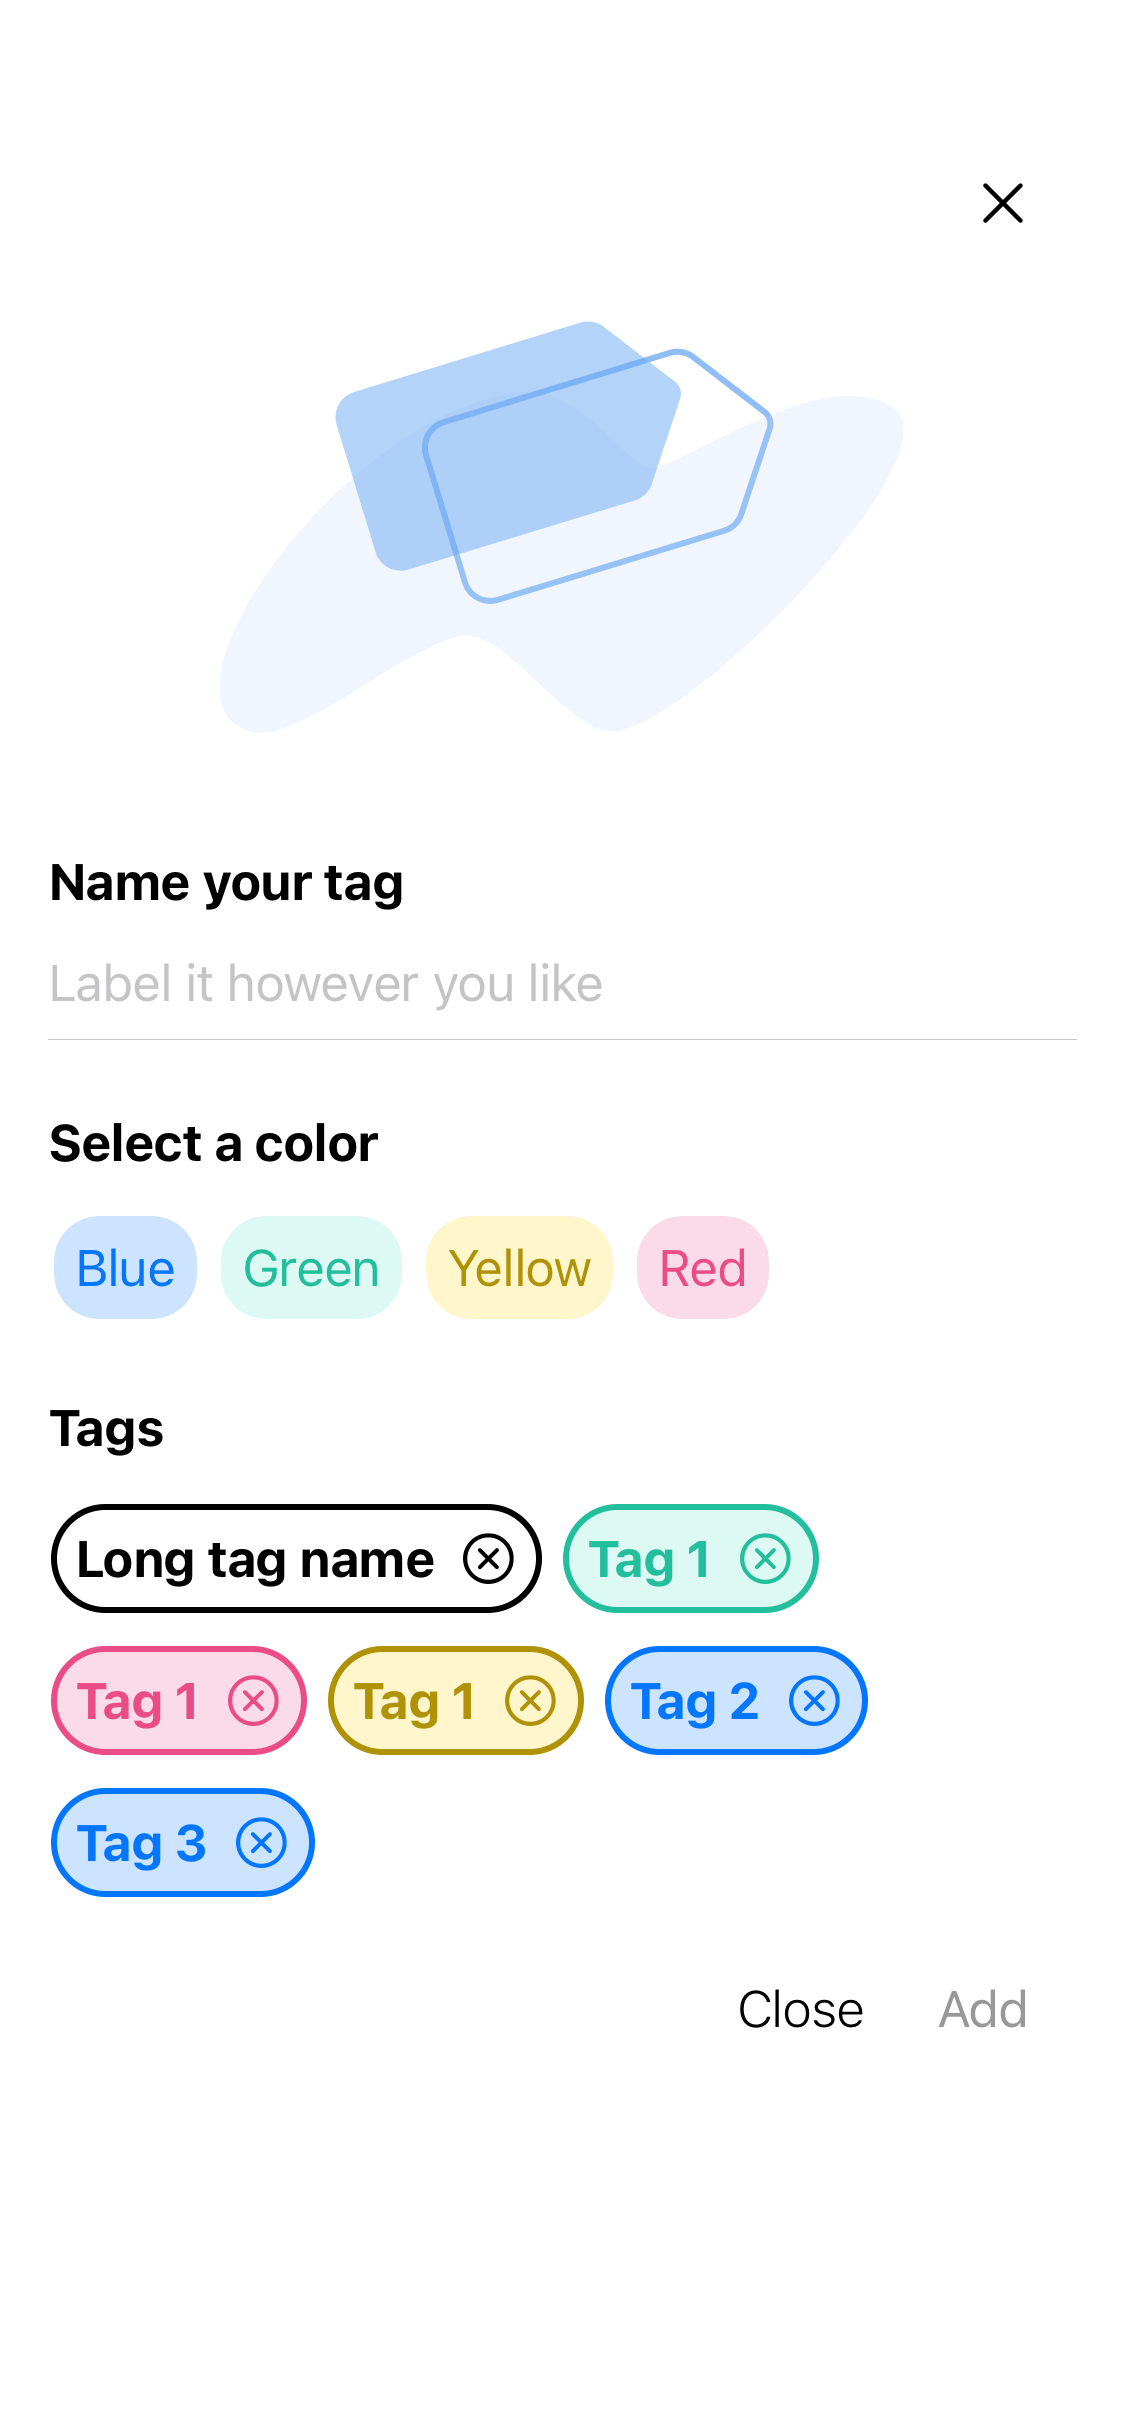 Name your tag
Label it however you like
Select a color
Blue Green Yellow Red
Tags
Long tag name Tag 1
Tag 1 Tag 1 Tag 2
Tag 3
Close Add